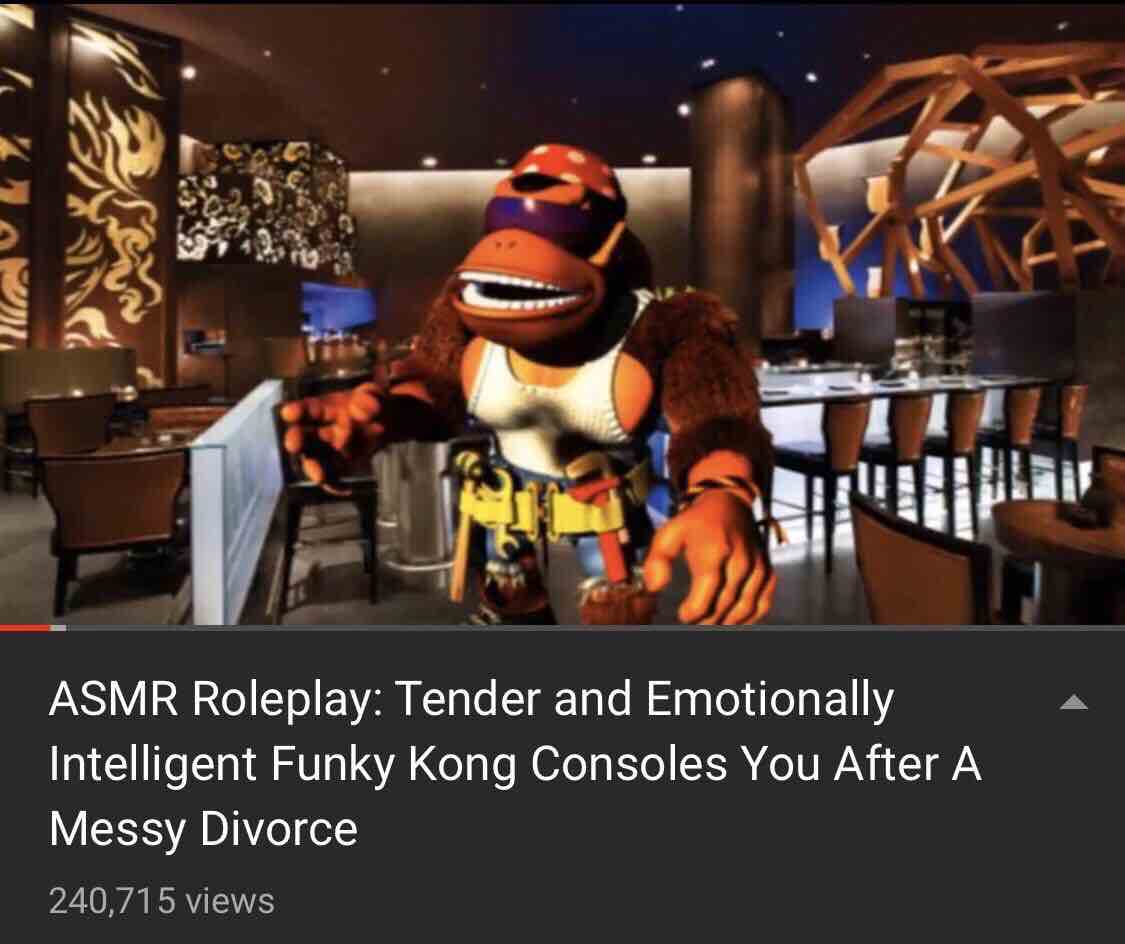 ASMR Roleplay: Tender and Emotionally
Intelligent Funky Kong Consoles You After A
Messy Divorce
240,715 views